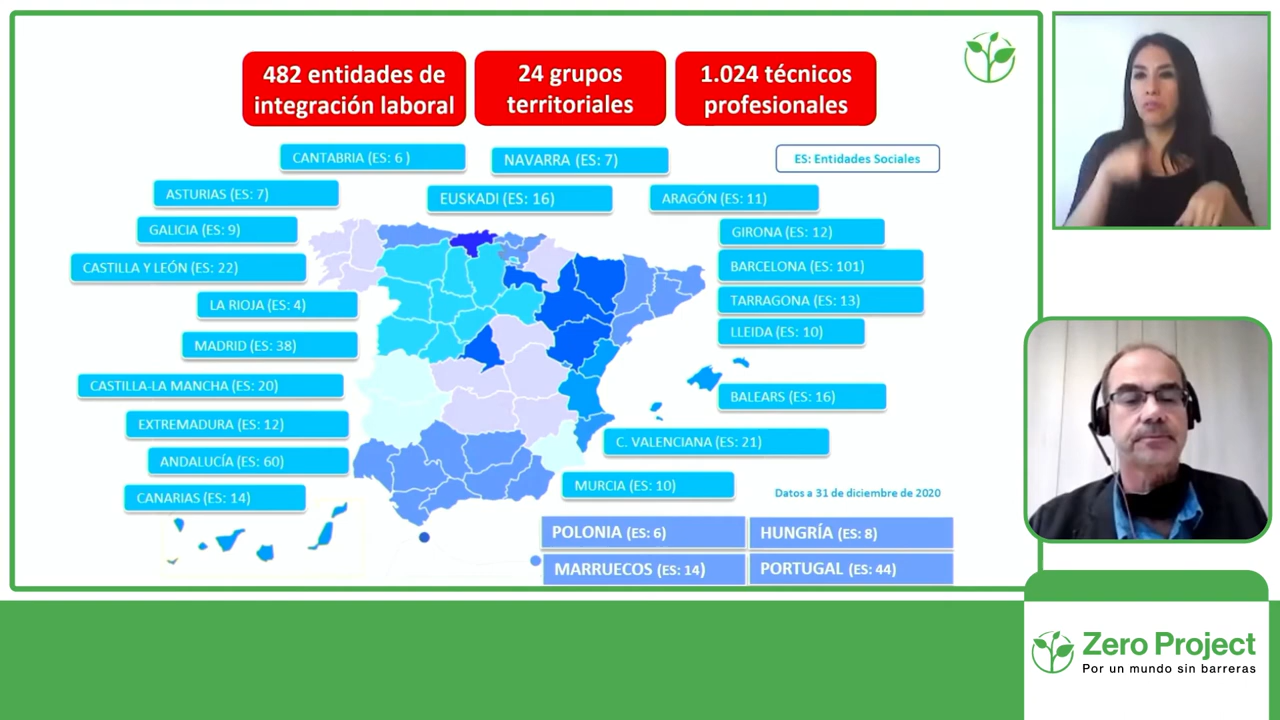 482 entidades de
integración laboral
24 grupos
territoriales
1.024 técnicos
profesionales
CANTABRIA (ES: 6 )
NAVARRA (ES: 7)
ES: Entidades Sociales
ASTURIAS (ES: 7)
EUSKADI (ES: 16)
ARAGÓN (ES: 11)
GALICIA (ES: 9)
GIRONA (ES: 12)
CASTILLA Y LEÓN (ES: 22)
BARCELONA (ES: 101)
LA RIOJA (ES: 4)
TARRAGONA (ES: 13)
MADRID (ES: 38)
LLEIDA (ES: 10)
CASTILLA-LA MANCHA (ES: 20)
BALEARS (ES: 16)
EXTREMADURA (ES: 12)
C. VALENCIANA (ES: 21)
ANDALUCÍA (ES: 60)
MURCIA (ES: 10)
CANARIAS (ES: 14)
Datos a 31 de diciembre de 2020
POLONIA (ES: 6)
HUNGRÍA (ES: 8)
MARRUECOS (ES: 14)
PORTUGAL (ES: 44)
Zero Project
Por un mundo sin barreras